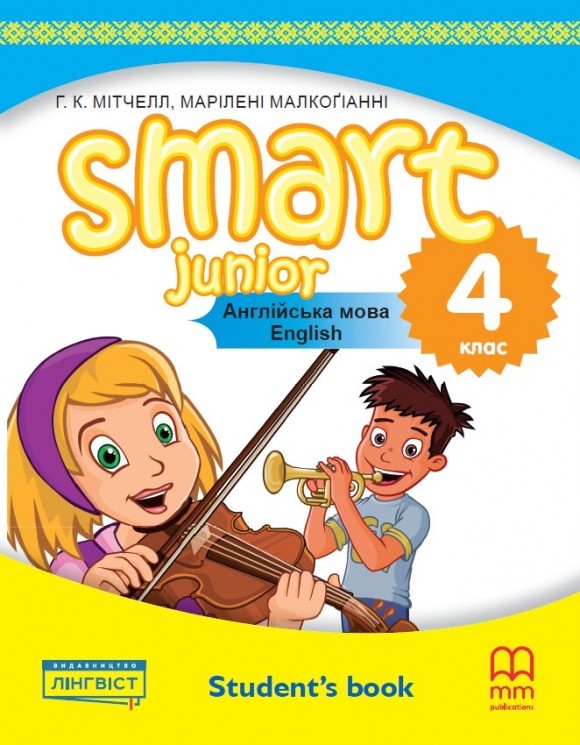 Г. К. МІТЧЕЛЛ, МАРІЛЕНІ МАЛКОҐІАННІ
smart
junior
4
клас
Англійська мова
English
ВИДАВНИЦТВО
ЛІНГВІСТ
Student's book
mm
publications